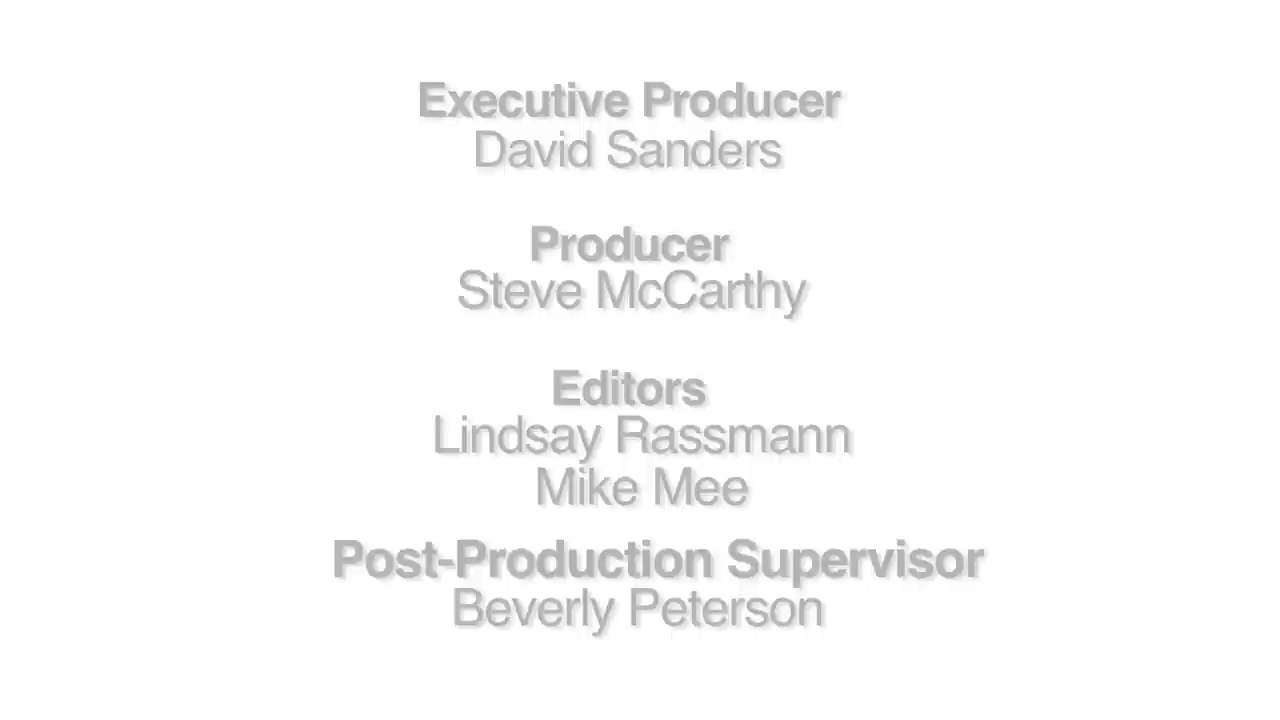 Executive Producer
David Sanders
Producer
Steve McCarthy
Editors
Lindsay Rassmann
Mike Mee
Post-Production Supervisor
Beverly Peterson